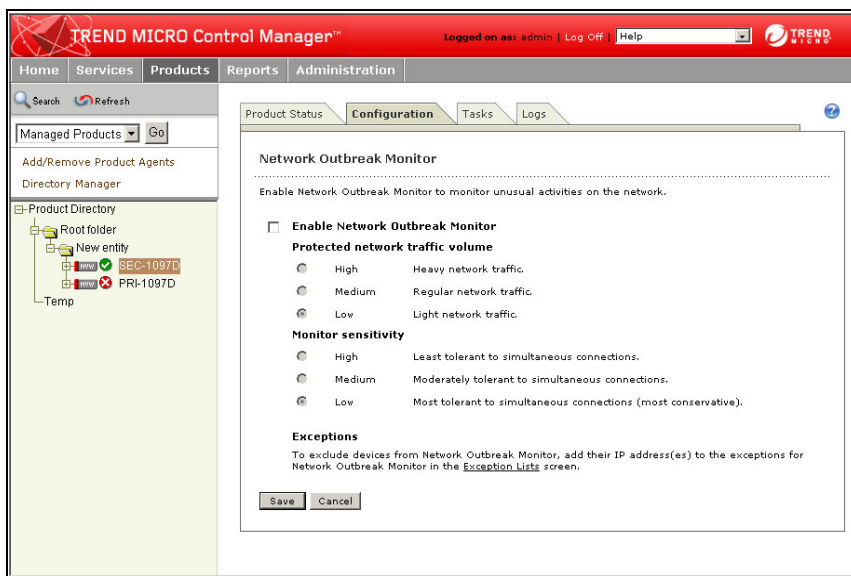 TREND MICRO Control Manager™
Logged on as: admin | Log Off | Help
TREND MICRO
Home Services Products Reports Administration
Search Refresh
Managed Products Go
Add/Remove Product Agents
Directory Manager
Product Directory
Root folder
New entity
SEC-1097D
PRI-1097D
Temp
Product Status Configuration Tasks Logs
Network Outbreak Monitor
Enable Network Outbreak Monitor to monitor unusual activities on the network.
Enable Network Outbreak Monitor
Protected network traffic volume
High Heavy network traffic.
Medium Regular network traffic.
Low Light network traffic.
Monitor sensitivity
High Least tolerant to simultaneous connections.
Medium Moderately tolerant to simultaneous connections.
Low Most tolerant to simultaneous connections (most conservative).
Exceptions
To exclude devices from Network Outbreak Monitor, add their IP address(es) to the exceptions for
Network Outbreak Monitor in the Exception Lists screen.
Save Cancel